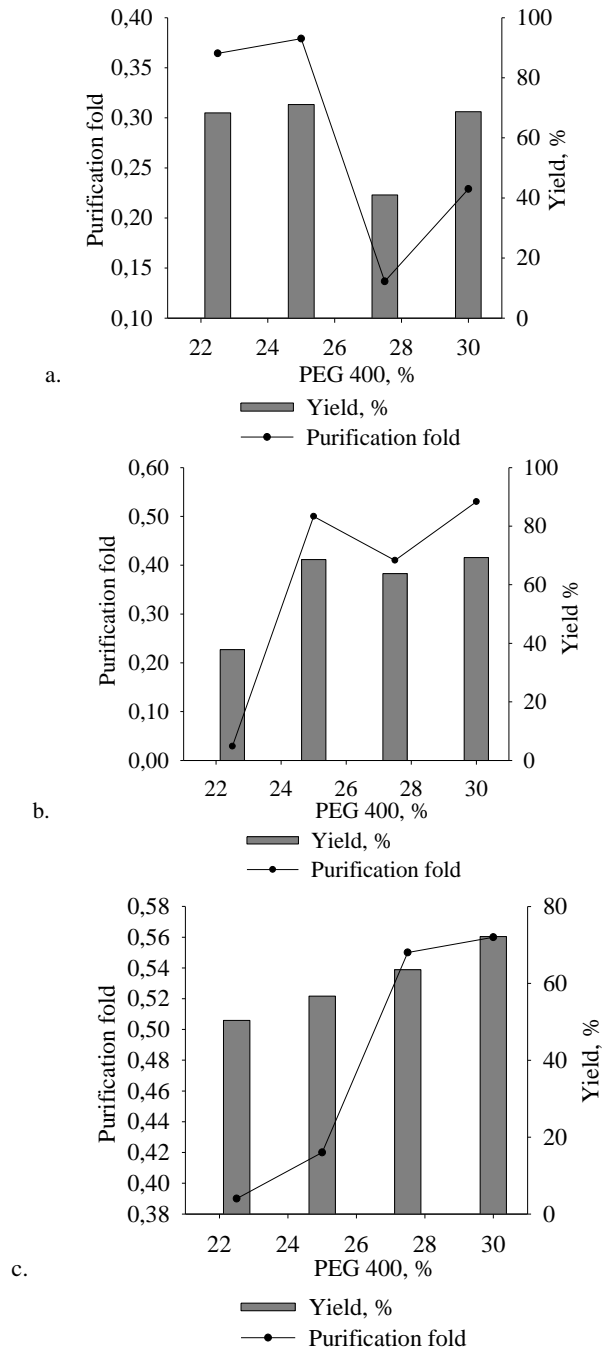 0,40
0,35
0,30
0,25
0,20
0,15
0,10
Purification fold
100
80
60
40
20
0
Yield, %
22 24 26 28 30
PEG 400, %
a.
Yield, %
Purification fold
0,60
0,50
0,40
0,30
0,20
0,10
0,00
Purification fold
100
80
60
40
20
0
Yield %
22 24 26 28 30
PEG 400, %
b.
Yield, %
Purification fold
0,58
0,56
0,54
0,52
0,50
0,48
0,46
0,44
0,42
0,40
0,38
Purification fold
80
60
40
20
0
Yield, %
22 24 26 28 30
PEG 400, %
c.
Yield, %
Purification fold